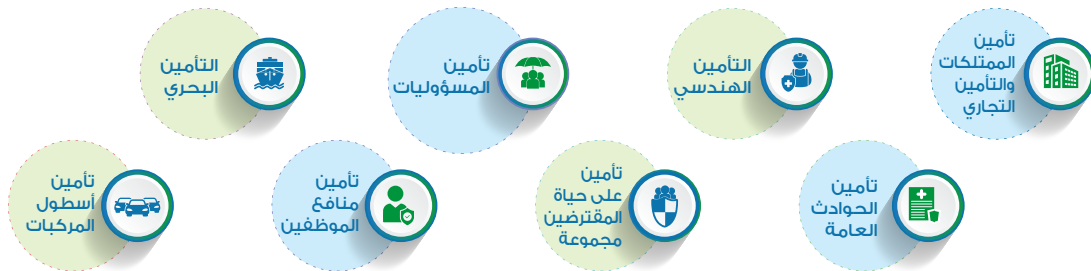 تأمين
الممتلكات
والتأمين
التجاري
التأمين
الهندسي
تأمين
المسؤوليات
التأمين
البحري
تأمين
الحوادث
العامة
تأمين
على حياة
المقترضين
مجموعة
تأمين
منافع
الموظفين
تأمين
أسطول
المركبات